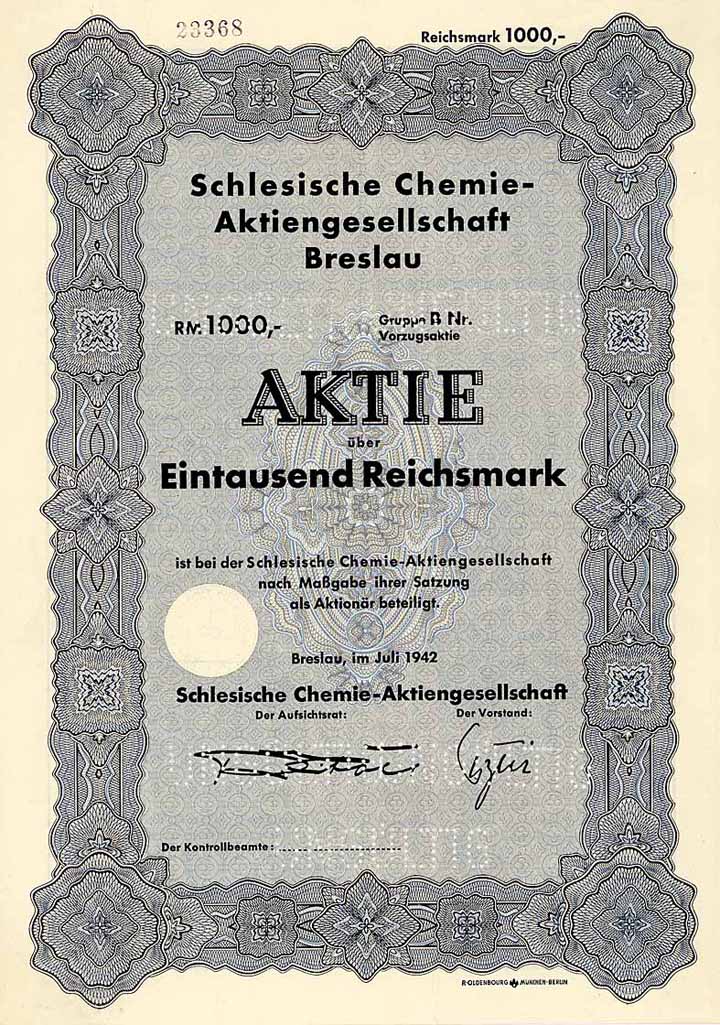 23368
Reichsmark 1000,-
Schlesische Chemie-
Aktiengesellschaft
Breslau
RM. 1000,-
Gruppe B Nr.
Vorzugsaktie
AKTIE
über
Eintausend Reichsmark
ist bei der Schlesische Chemie-Aktiengesellschaft
nach Maßgabe ihrer Satzung
als Aktionär beteiligt.
Breslau, im Juli 1942
Schlesische Chemie-Aktiengesellschaft
Der Aufsichtsrat:
Der Vorstand:
Der Kontrollbeamte:
R·OLDENBOURG MÜNCHEN-BERLIN